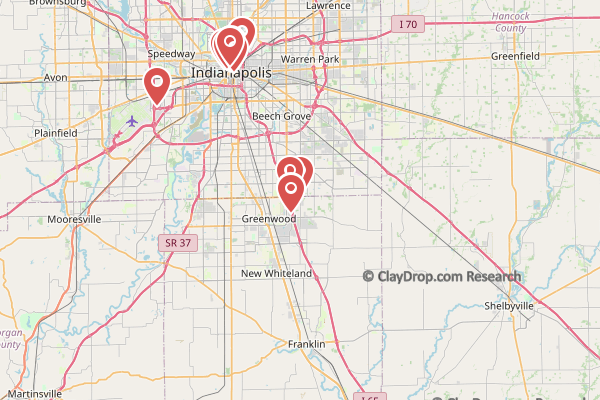 Brownsburg
Lawrence
I 70
Hancock
County
Speedway
Warren Park
Greenfield
Avon
Indianapolis
Beech Grove
Plainfield
Mooresville
Greenwood
SR 37
New Whiteland
© ClayDrop.com Research
Shelbyville
County
Franklin
Martinsville
I 65